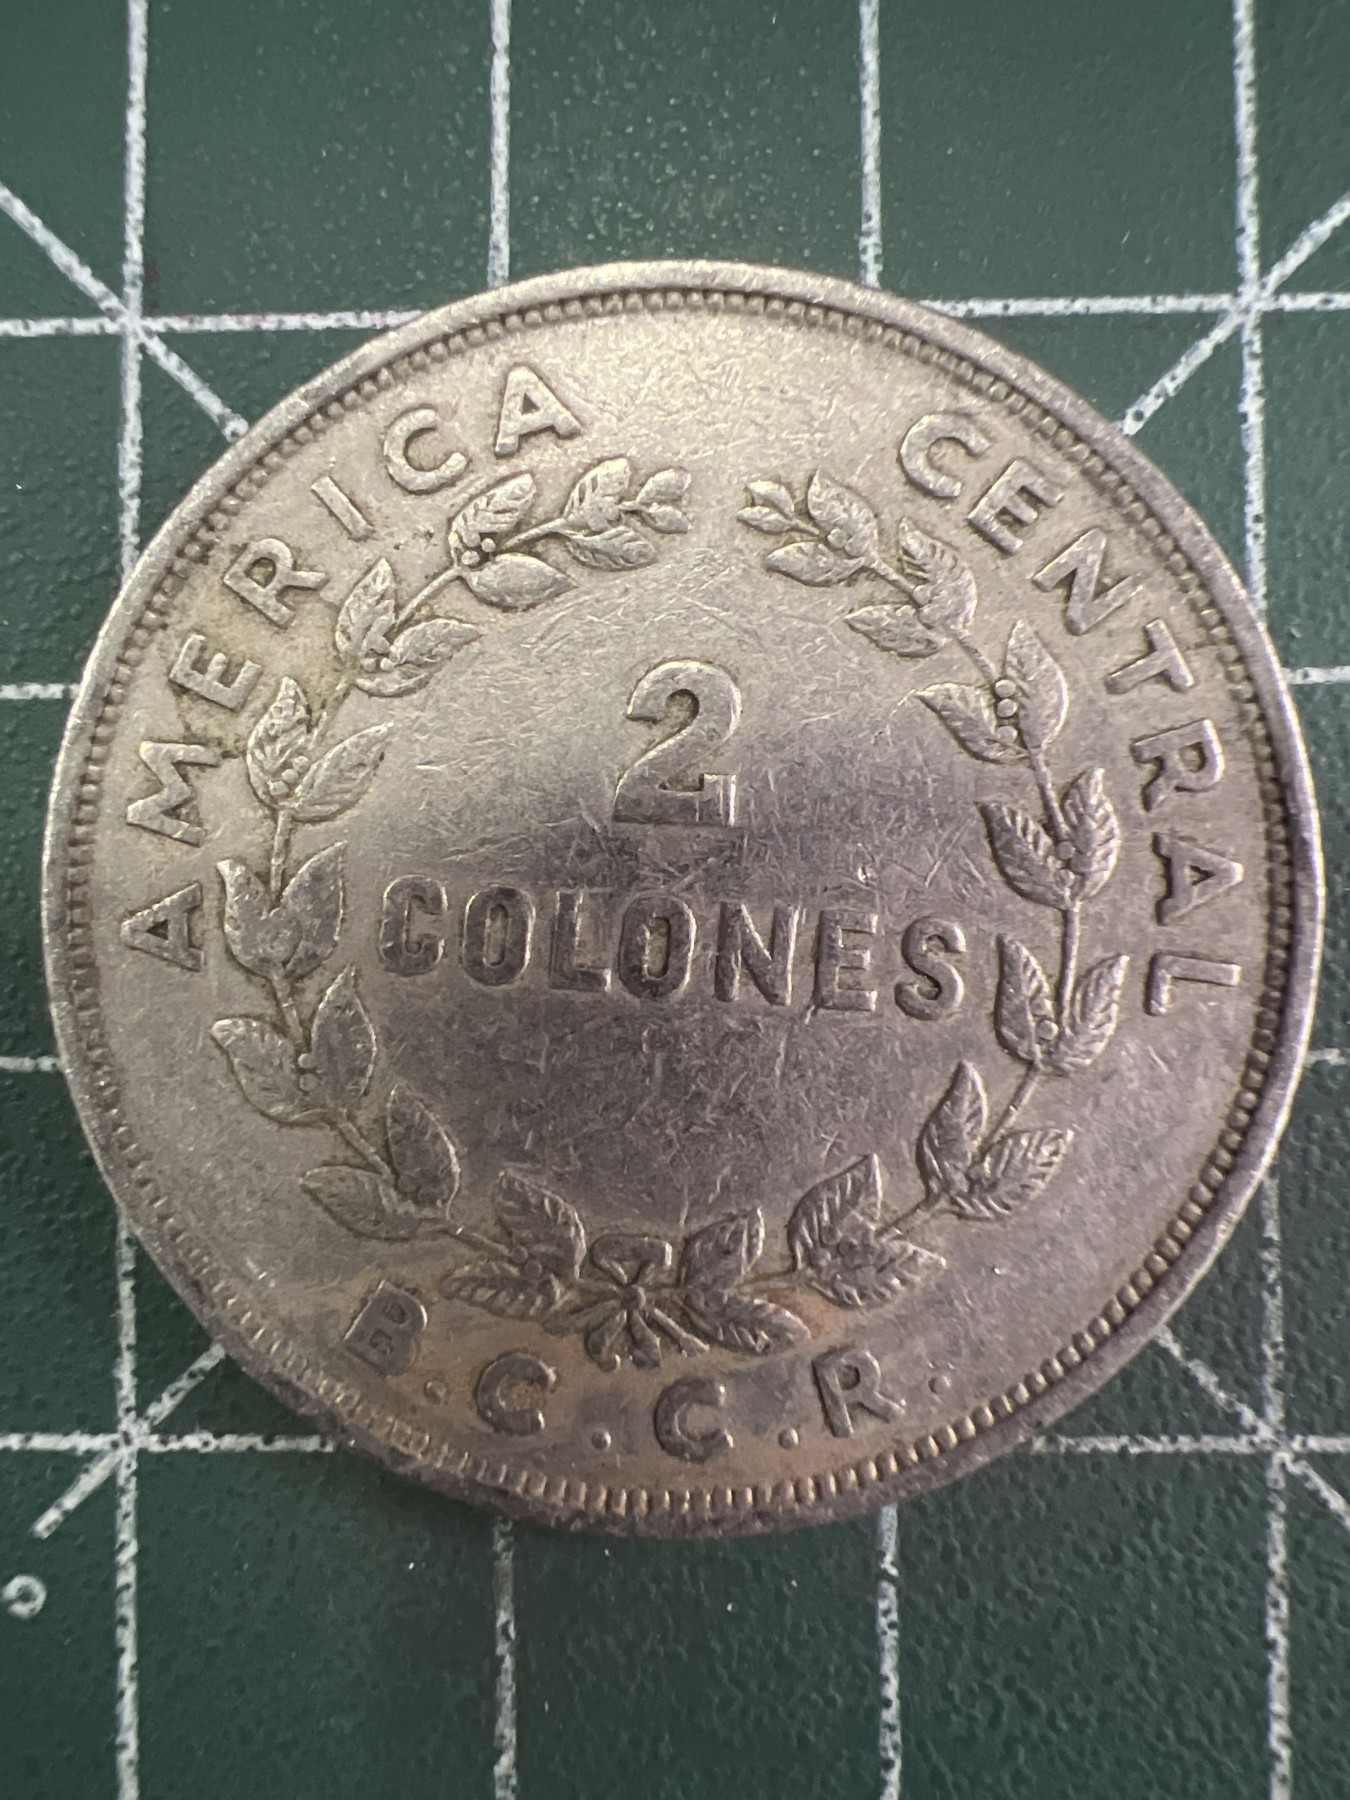 AMERICA CENTRAL
2
COLONES
B.C.C.R.